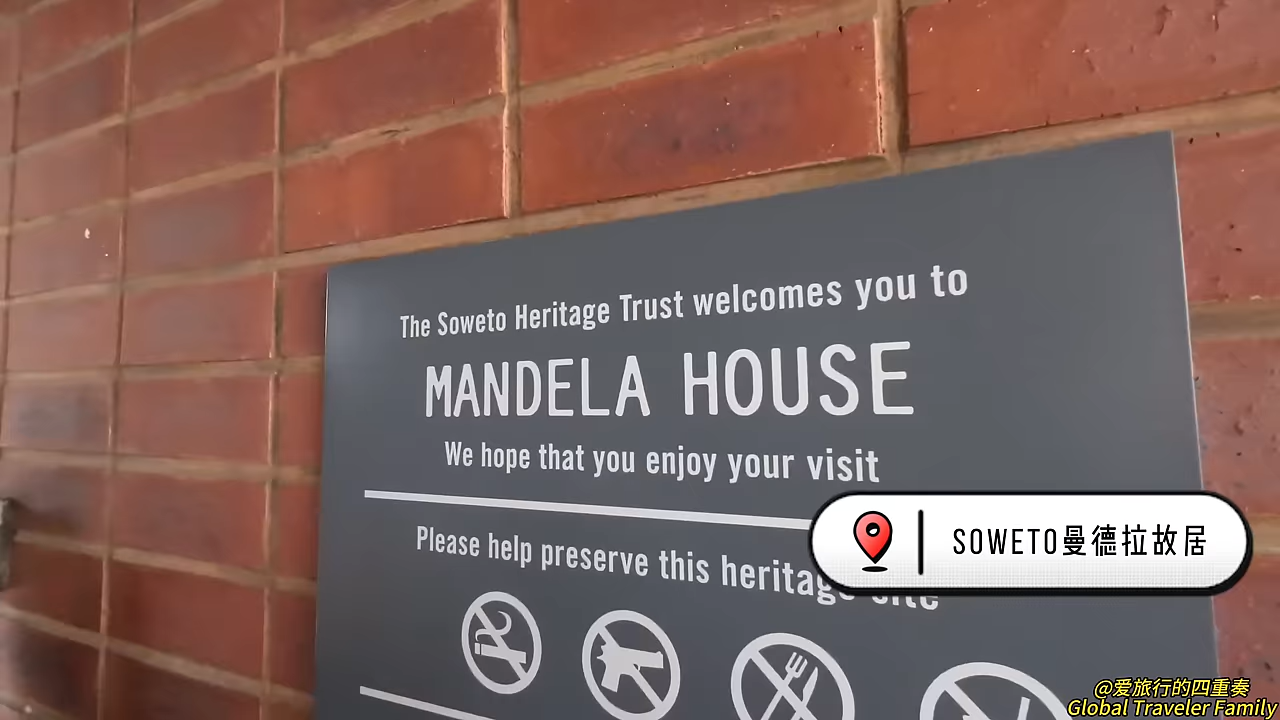 The Soweto Heritage Trust welcomes you to
MANDELA HOUSE
We hope that you enjoy your visit
Please help preserve this heritage site
SOWETO曼德拉故居
@爱旅行的四重奏
Global Traveler Family